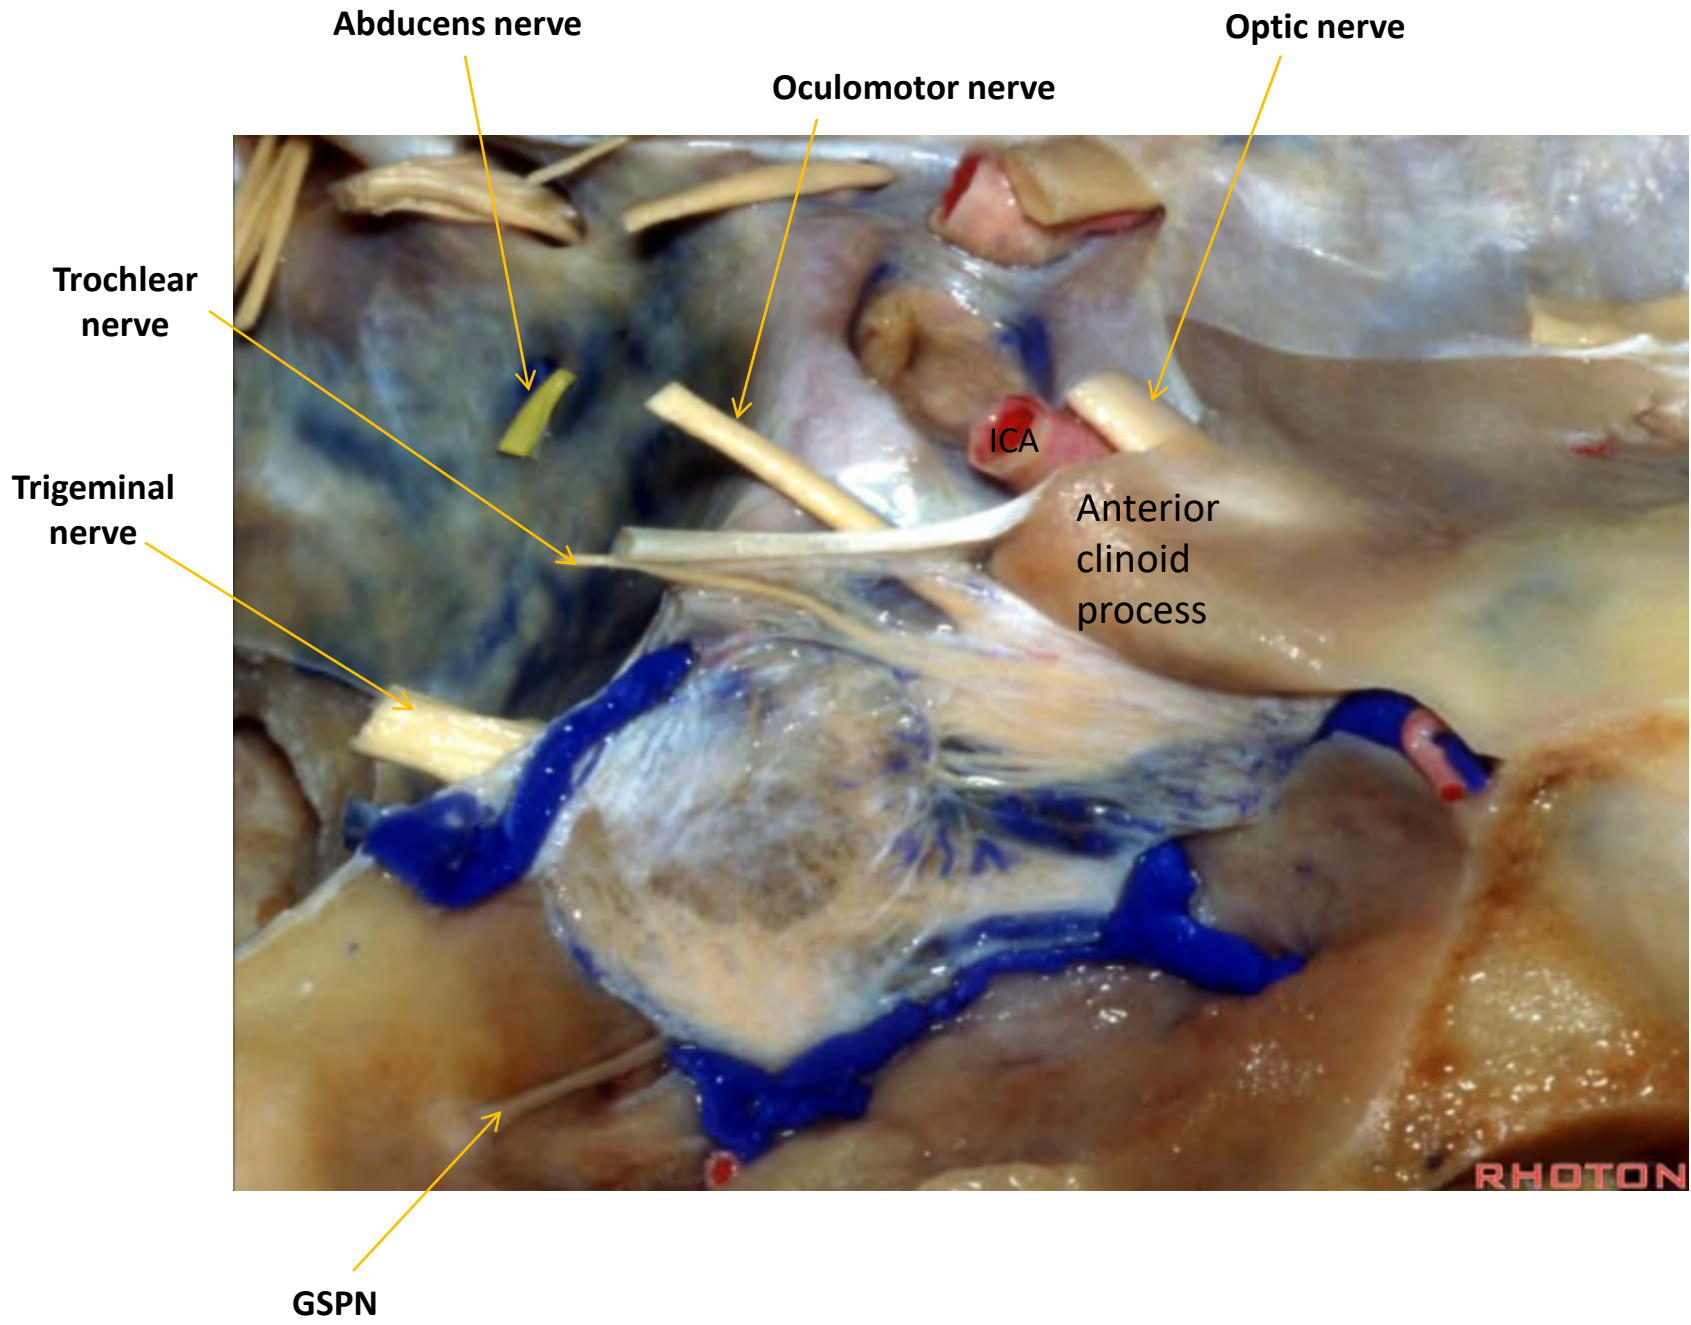 Abducens nerve
Optic nerve
Oculomotor nerve
Trochlear
nerve
ICA
Trigeminal
nerve
Anterior
clinoid
process
RHOTON
GSPN